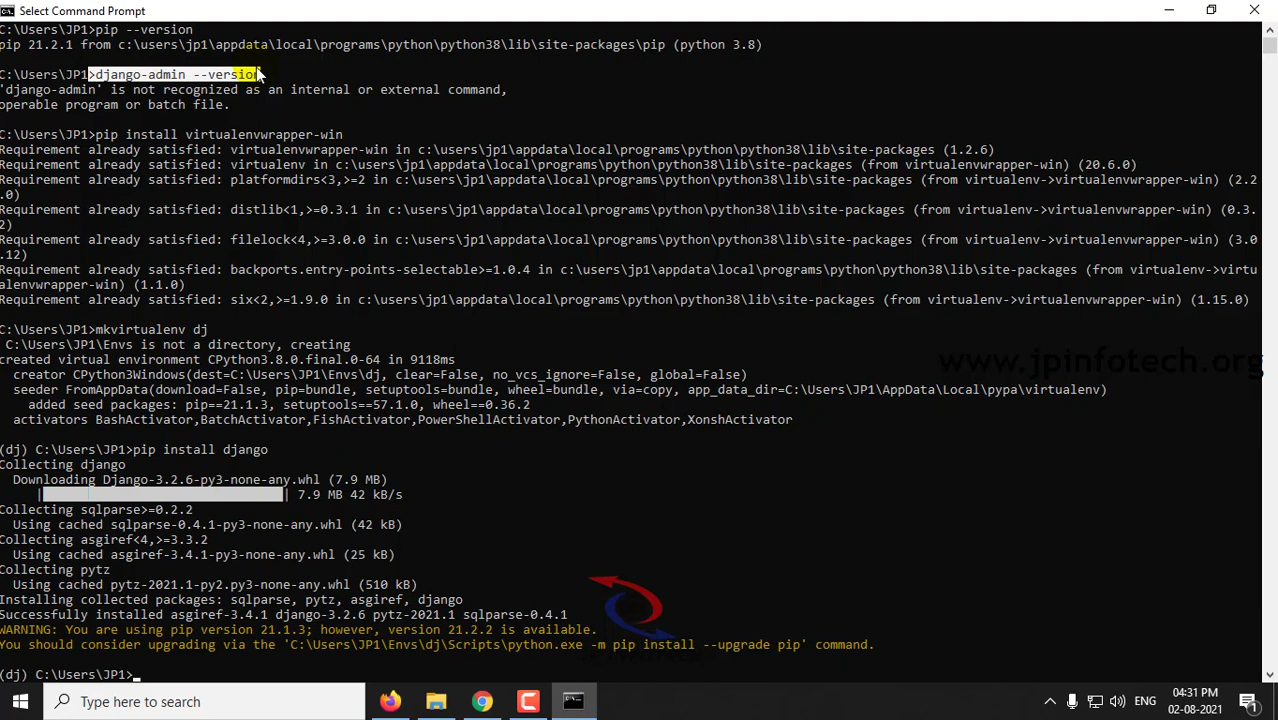 Select Command Prompt
C:\Users\JP1>pip --version
pip 21.2.1 from c:\users\jp1\appdata\local\programs\python\python38\lib\site-packages\pip (python 3.8)
C:\Users\JP1>django-admin --version
'django-admin' is not recognized as an internal or external command,
operable program or batch file.
C:\Users\JP1>pip install virtualenvwrapper-win
Requirement already satisfied: virtualenvwrapper-win in c:\users\jp1\appdata\local\programs\python\python38\lib\site-packages (1.2.6)
Requirement already satisfied: virtualenv in c:\users\jp1\appdata\local\programs\python\python38\lib\site-packages (from virtualenvwrapper-win) (20.6.0)
Requirement already satisfied: platformdirs<3,>=2 in c:\users\jp1\appdata\local\programs\python\python38\lib\site-packages (from virtualenv->virtualenvwrapper-win) (2.2
.0)
Requirement already satisfied: distlib<1,>=0.3.1 in c:\users\jp1\appdata\local\programs\python\python38\lib\site-packages (from virtualenv->virtualenvwrapper-win) (0.3.
2)
Requirement already satisfied: filelock<4,>=3.0.0 in c:\users\jp1\appdata\local\programs\python\python38\lib\site-packages (from virtualenv->virtualenvwrapper-win) (3.0
.12)
Requirement already satisfied: backports.entry-points-selectable>=1.0.4 in c:\users\jp1\appdata\local\programs\python\python38\lib\site-packages (from virtualenv->virtu
alenvwrapper-win) (1.1.0)
Requirement already satisfied: six<2,>=1.9.0 in c:\users\jp1\appdata\local\programs\python\python38\lib\site-packages (from virtualenv->virtualenvwrapper-win) (1.15.0)
C:\Users\JP1>mkvirtualenv dj
C:\Users\JP1\Envs is not a directory, creating
created virtual environment CPython3.8.0.final.0-64 in 9118ms
creator CPython3Windows(dest=C:\Users\JP1\Envs\dj, clear=False, no_vcs_ignore=False, global=False)
seeder FromAppData(download=False, pip=bundle, setuptools=bundle, wheel=bundle, via=copy, app_data_dir=C:\Users\JP1\AppData\Local\pypa\virtualenv)
added seed packages: pip==21.1.3, setuptools==57.1.0, wheel==0.36.2
activators BashActivator,BatchActivator,FishActivator,PowerShellActivator,PythonActivator,XonshActivator
www.jpinfotech.org
(dj) C:\Users\JP1>pip install django
Collecting django
Downloading Django-3.2.6-py3-none-any.whl (7.9 MB)
| | 7.9 MB 42 kB/s
Collecting sqlparse>=0.2.2
Using cached sqlparse-0.4.1-py3-none-any.whl (42 kB)
Collecting asgiref<4,>=3.3.2
Using cached asgiref-3.4.1-py3-none-any.whl (25 kB)
Collecting pytz
Using cached pytz-2021.1-py2.py3-none-any.whl (510 kB)
Installing collected packages: sqlparse, pytz, asgiref, django
Successfully installed asgiref-3.4.1 django-3.2.6 pytz-2021.1 sqlparse-0.4.1
WARNING: You are using pip version 21.1.3; however, version 21.2.2 is available.
You should consider upgrading via the 'C:\Users\JP1\Envs\dj\Scripts\python.exe -m pip install --upgrade pip' command.
(dj) C:\Users\JP1>
Type here to search
ENG
04:31 PM
02-08-2021
1